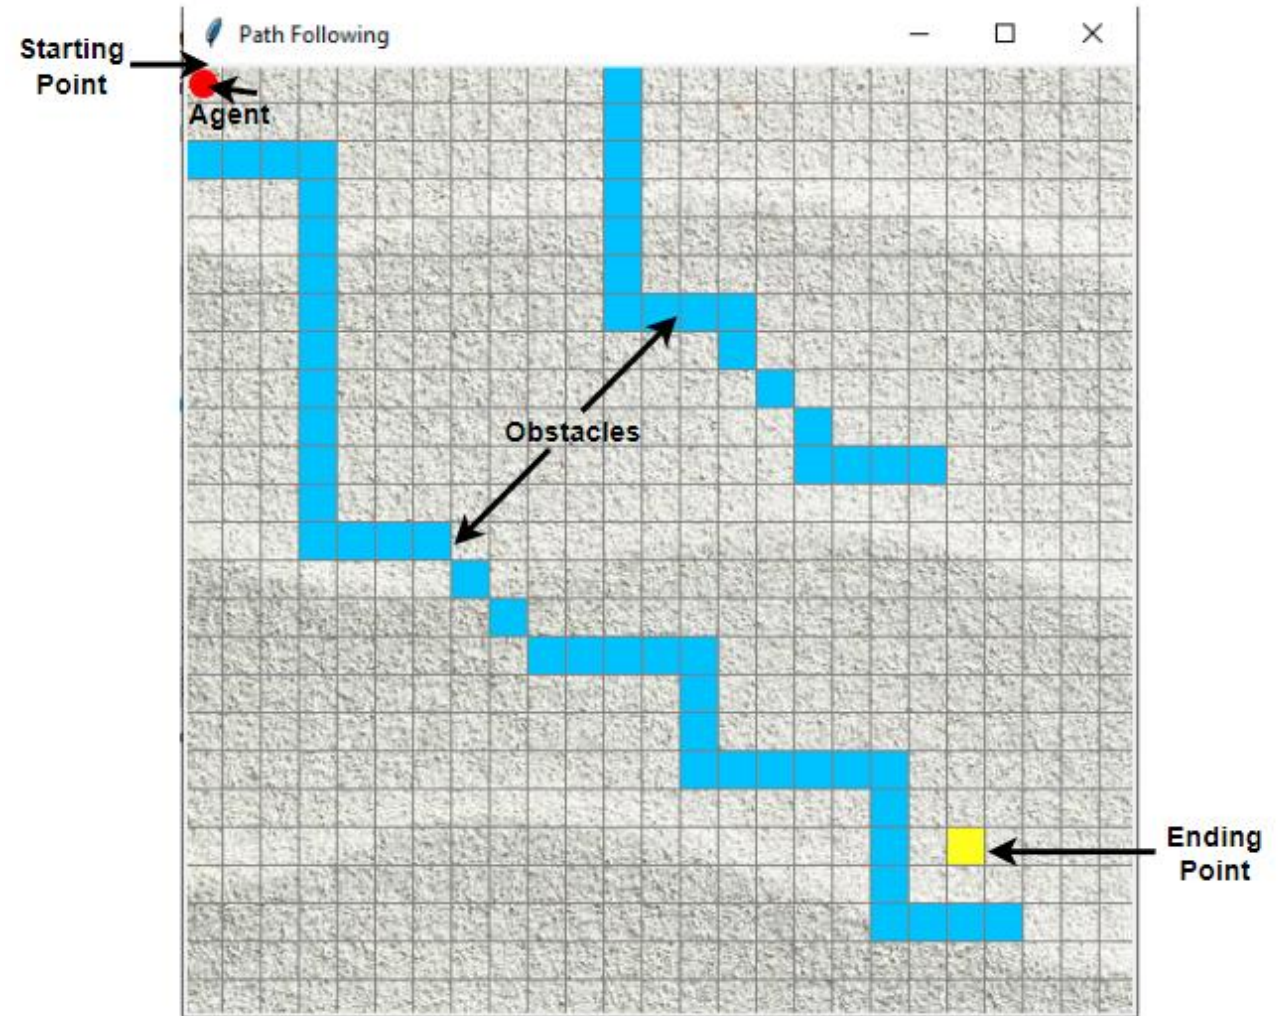 Path Following
Starting
Point
Agent
Obstacles
Ending
Point